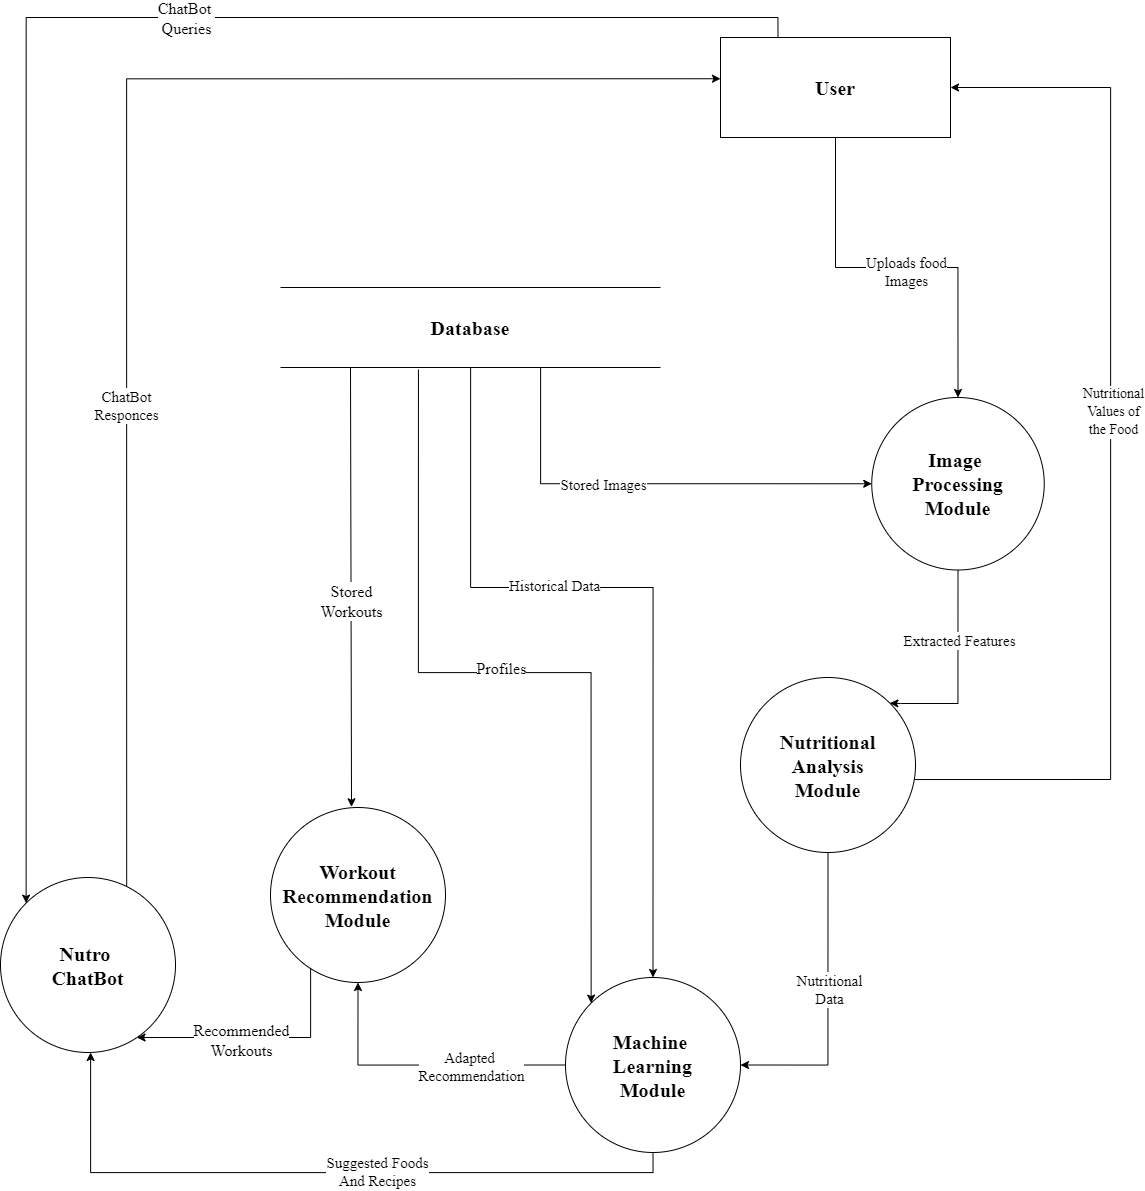 ChatBot
Queries
User
Uploads food
Images
Database
Nutritional
Values of
the Food
ChatBot
Responces
Image
Processing
Module
Stored Images
Historical Data
Stored
Workouts
Extracted Features
Profiles
Nutritional
Analysis
Module
Workout
Recommendation
Module
Nutro
ChatBot
Nutritional
Data
Recommended
Workouts
Machine
Learning
Module
Adapted
Recommendation
Suggested Foods
And Recipes